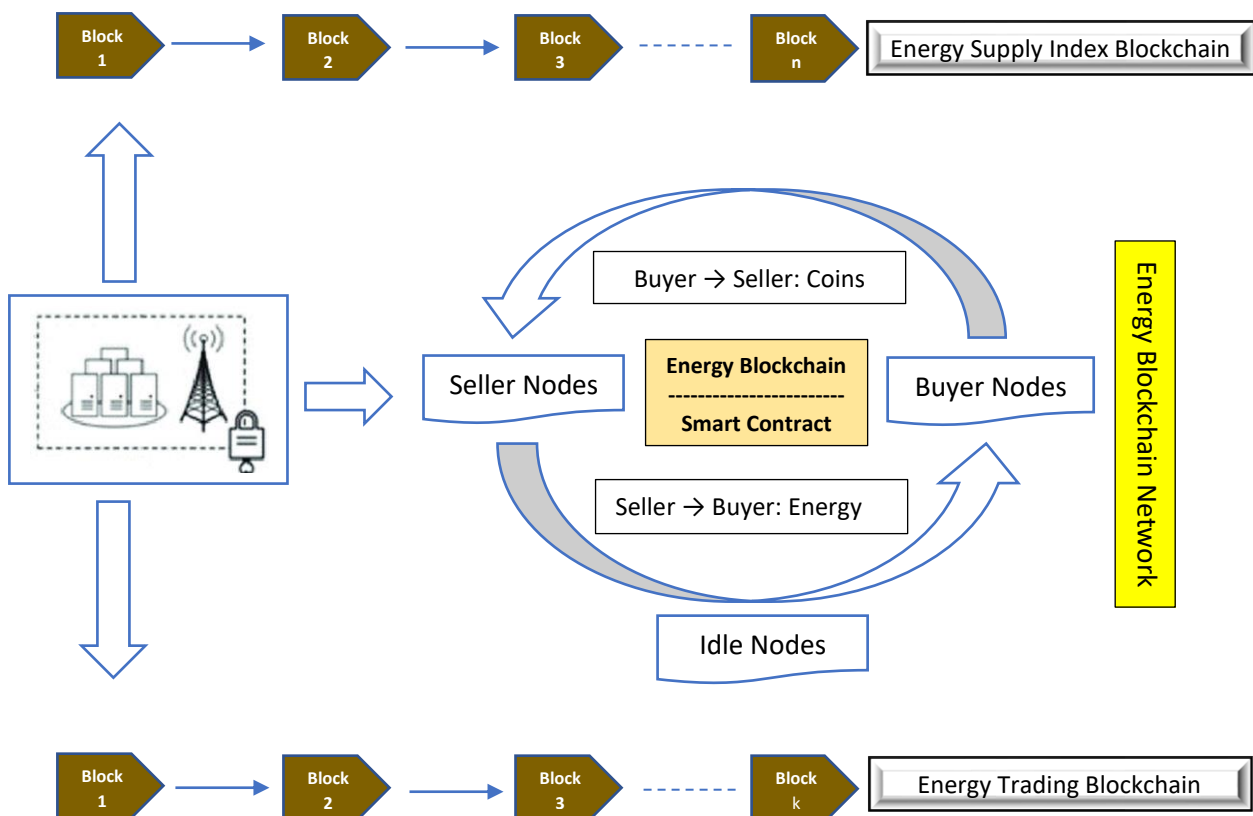 Block
1
Block
2
Block
3
Block
n
Energy Supply Index Blockchain
Buyer → Seller: Coins
Seller Nodes
Energy Blockchain
------------------------
Smart Contract
Buyer Nodes
Energy Blockchain Network
Seller → Buyer: Energy
Idle Nodes
Block
1
Block
2
Block
3
Block
k
Energy Trading Blockchain